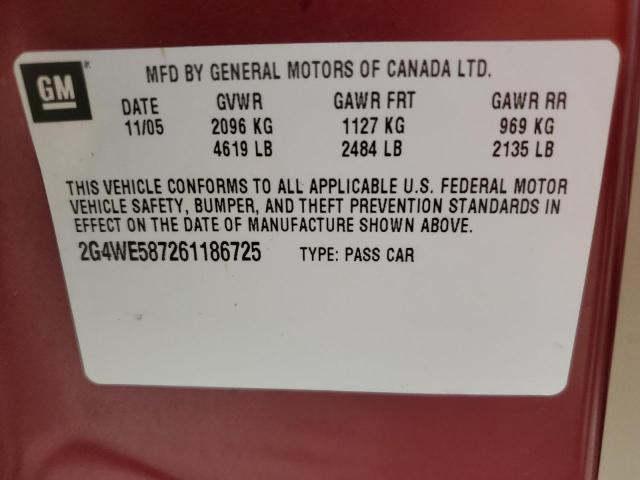 GM
MFD BY GENERAL MOTORS OF CANADA LTD.
DATE GVWR GAWR FRT GAWR RR
11/05 2096 KG 1127 KG 969 KG
4619 LB 2484 LB 2135 LB
THIS VEHICLE CONFORMS TO ALL APPLICABLE U.S. FEDERAL MOTOR
VEHICLE SAFETY, BUMPER, AND THEFT PREVENTION STANDARDS IN
EFFECT ON THE DATE OF MANUFACTURE SHOWN ABOVE.
2G4WE587261186725 TYPE: PASS CAR